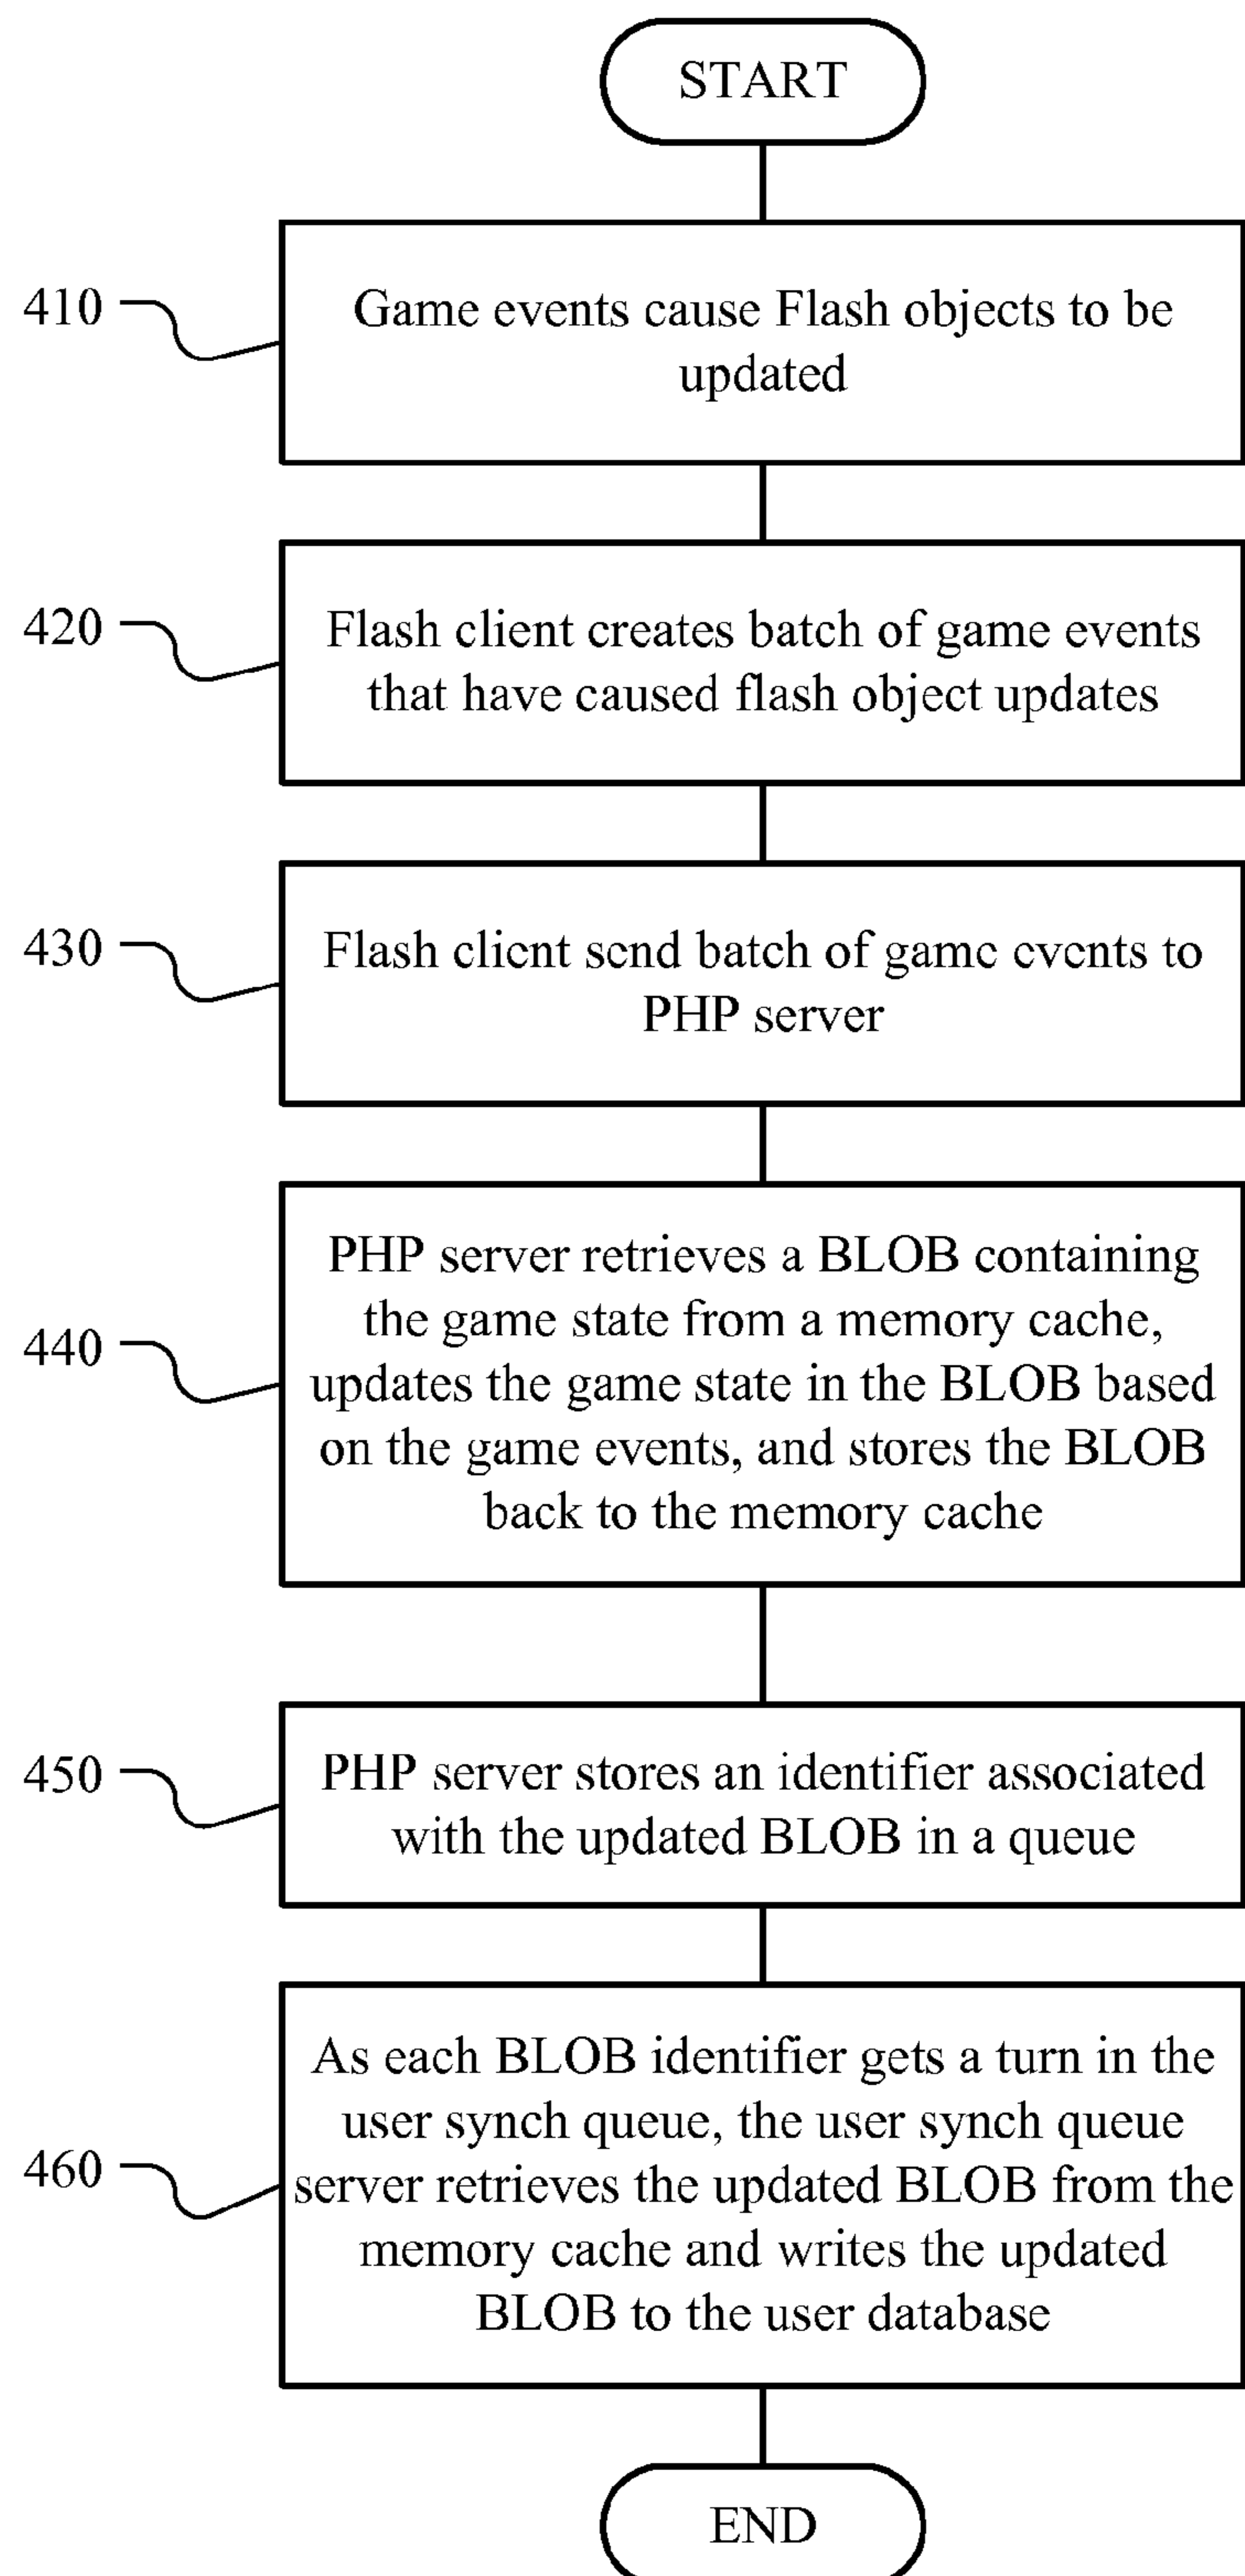 START
410
Game events cause Flash objects to be
updated
420
Flash client creates batch of game events
that have caused flash object updates
430
Flash client send batch of game events to
PHP server
440
PHP server retrieves a BLOB containing
the game state from a memory cache,
updates the game state in the BLOB based
on the game events, and stores the BLOB
back to the memory cache
450
PHP server stores an identifier associated
with the updated BLOB in a queue
460
As each BLOB identifier gets a turn in the
user synch queue, the user synch queue
server retrieves the updated BLOB from the
memory cache and writes the updated
BLOB to the user database
END